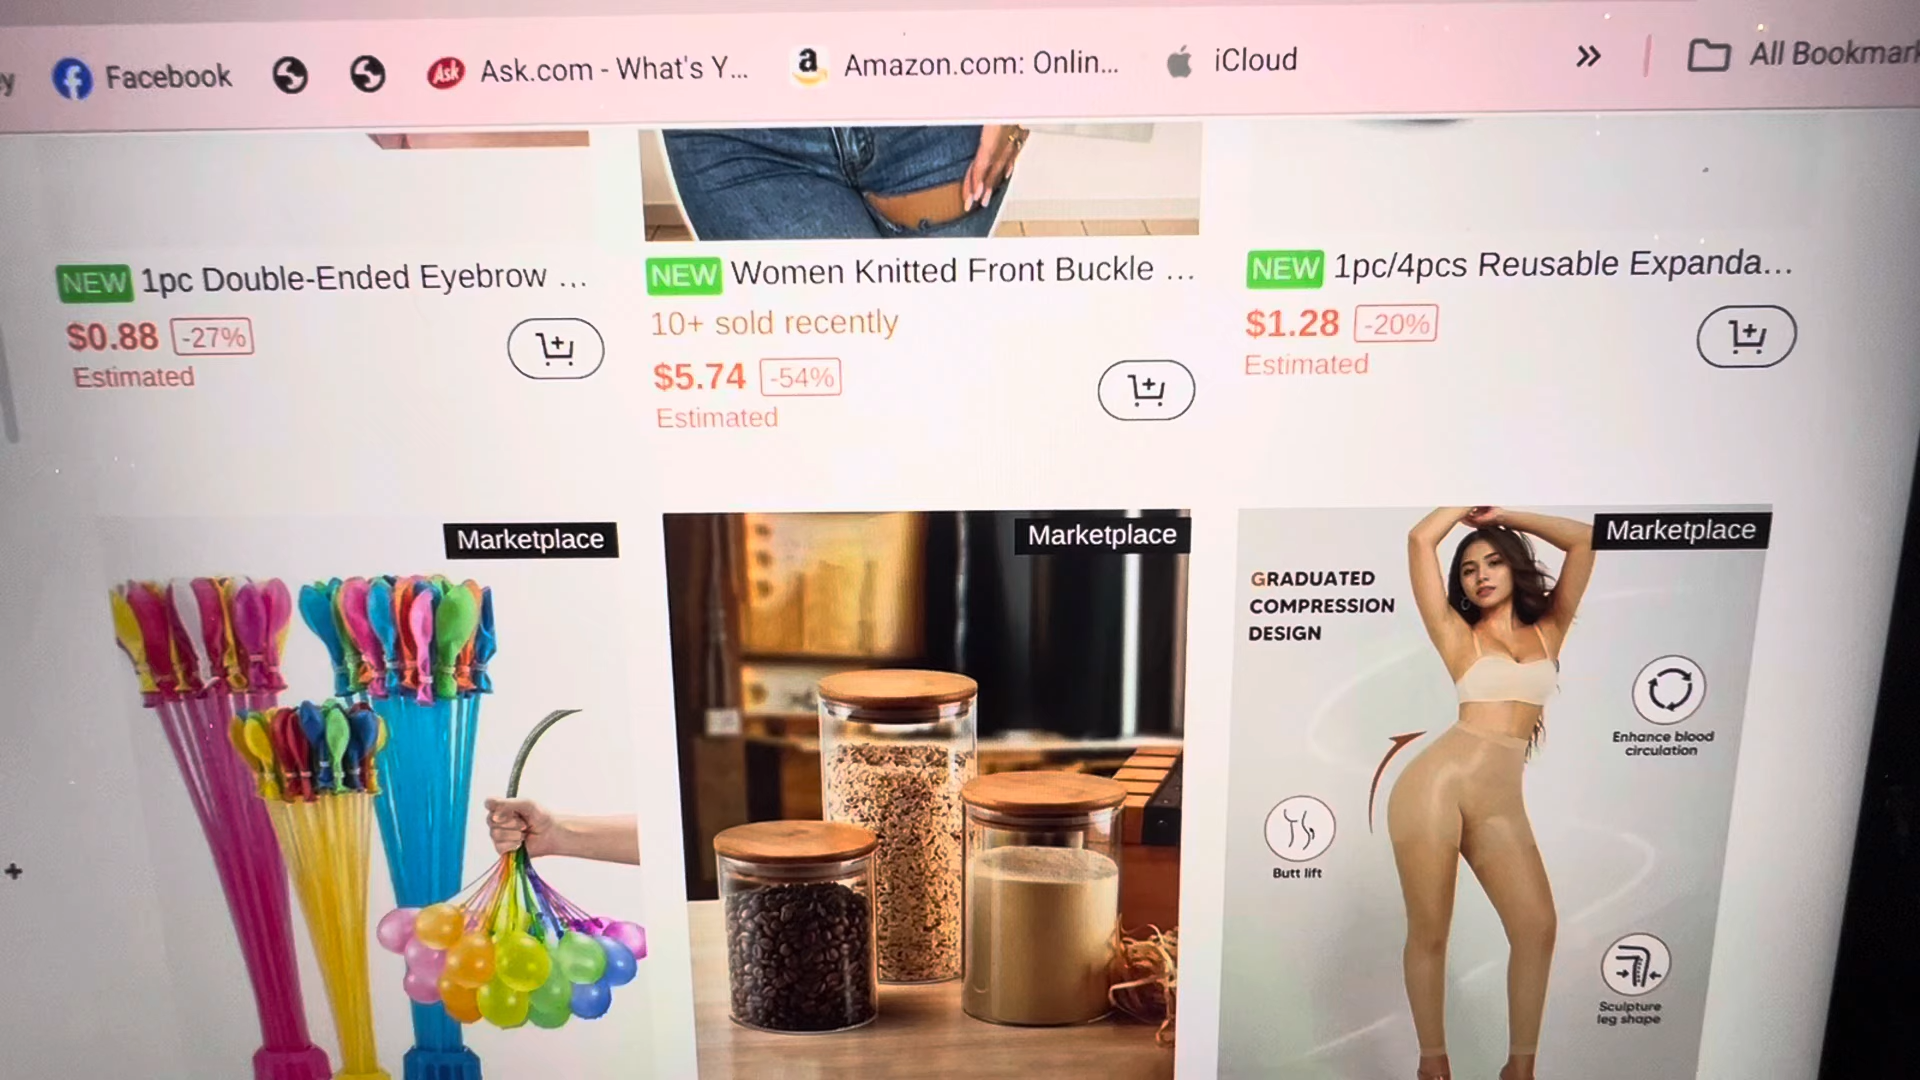 y Facebook Ask Ask.com - What's Y... a Amazon.com: Onlin... iCloud » All Bookmark
NEW 1pc Double-Ended Eyebrow ...
$0.88 -27%
Estimated
NEW Women Knitted Front Buckle ...
10+ sold recently
$5.74 -54%
Estimated
NEW 1pc/4pcs Reusable Expanda...
$1.28 -20%
Estimated
Marketplace
Marketplace
Marketplace
GRADUATED
COMPRESSION
DESIGN
Enhance blood
circulation
Butt lift
Sculpture
leg shape